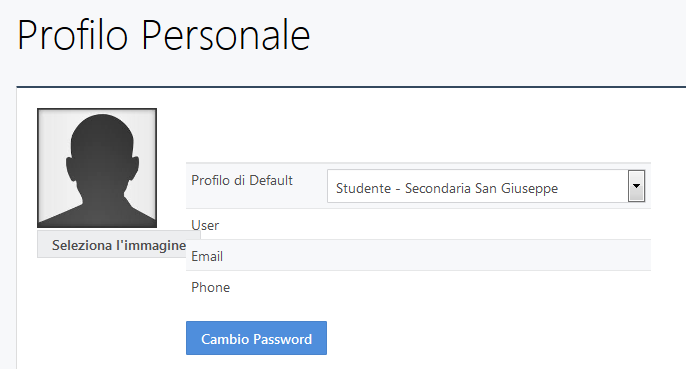 Profilo Personale
Profilo di Default
Studente - Secondaria San Giuseppe
Seleziona l'immagine
User
Email
Phone
Cambio Password